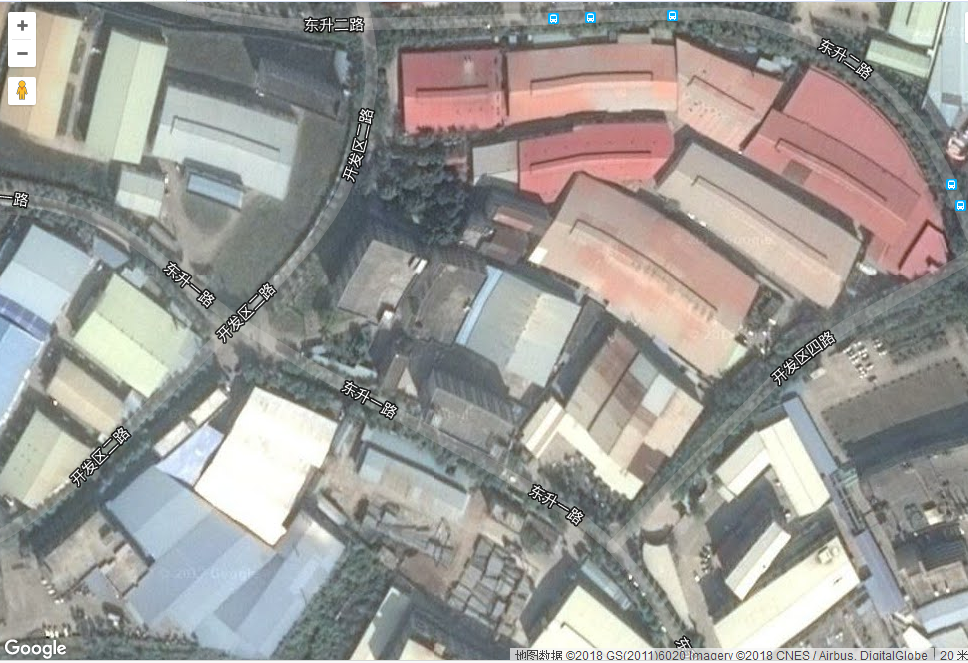 东升二路
东升二路
开发区二路
一路
东升一路
开发区二路
开发区四路
东升一路
开发区二路
东升一路
Google
地图数据 ©2018 GS(2011)6020 Imagery ©2018 CNES / Airbus, DigitalGlobe
20 米